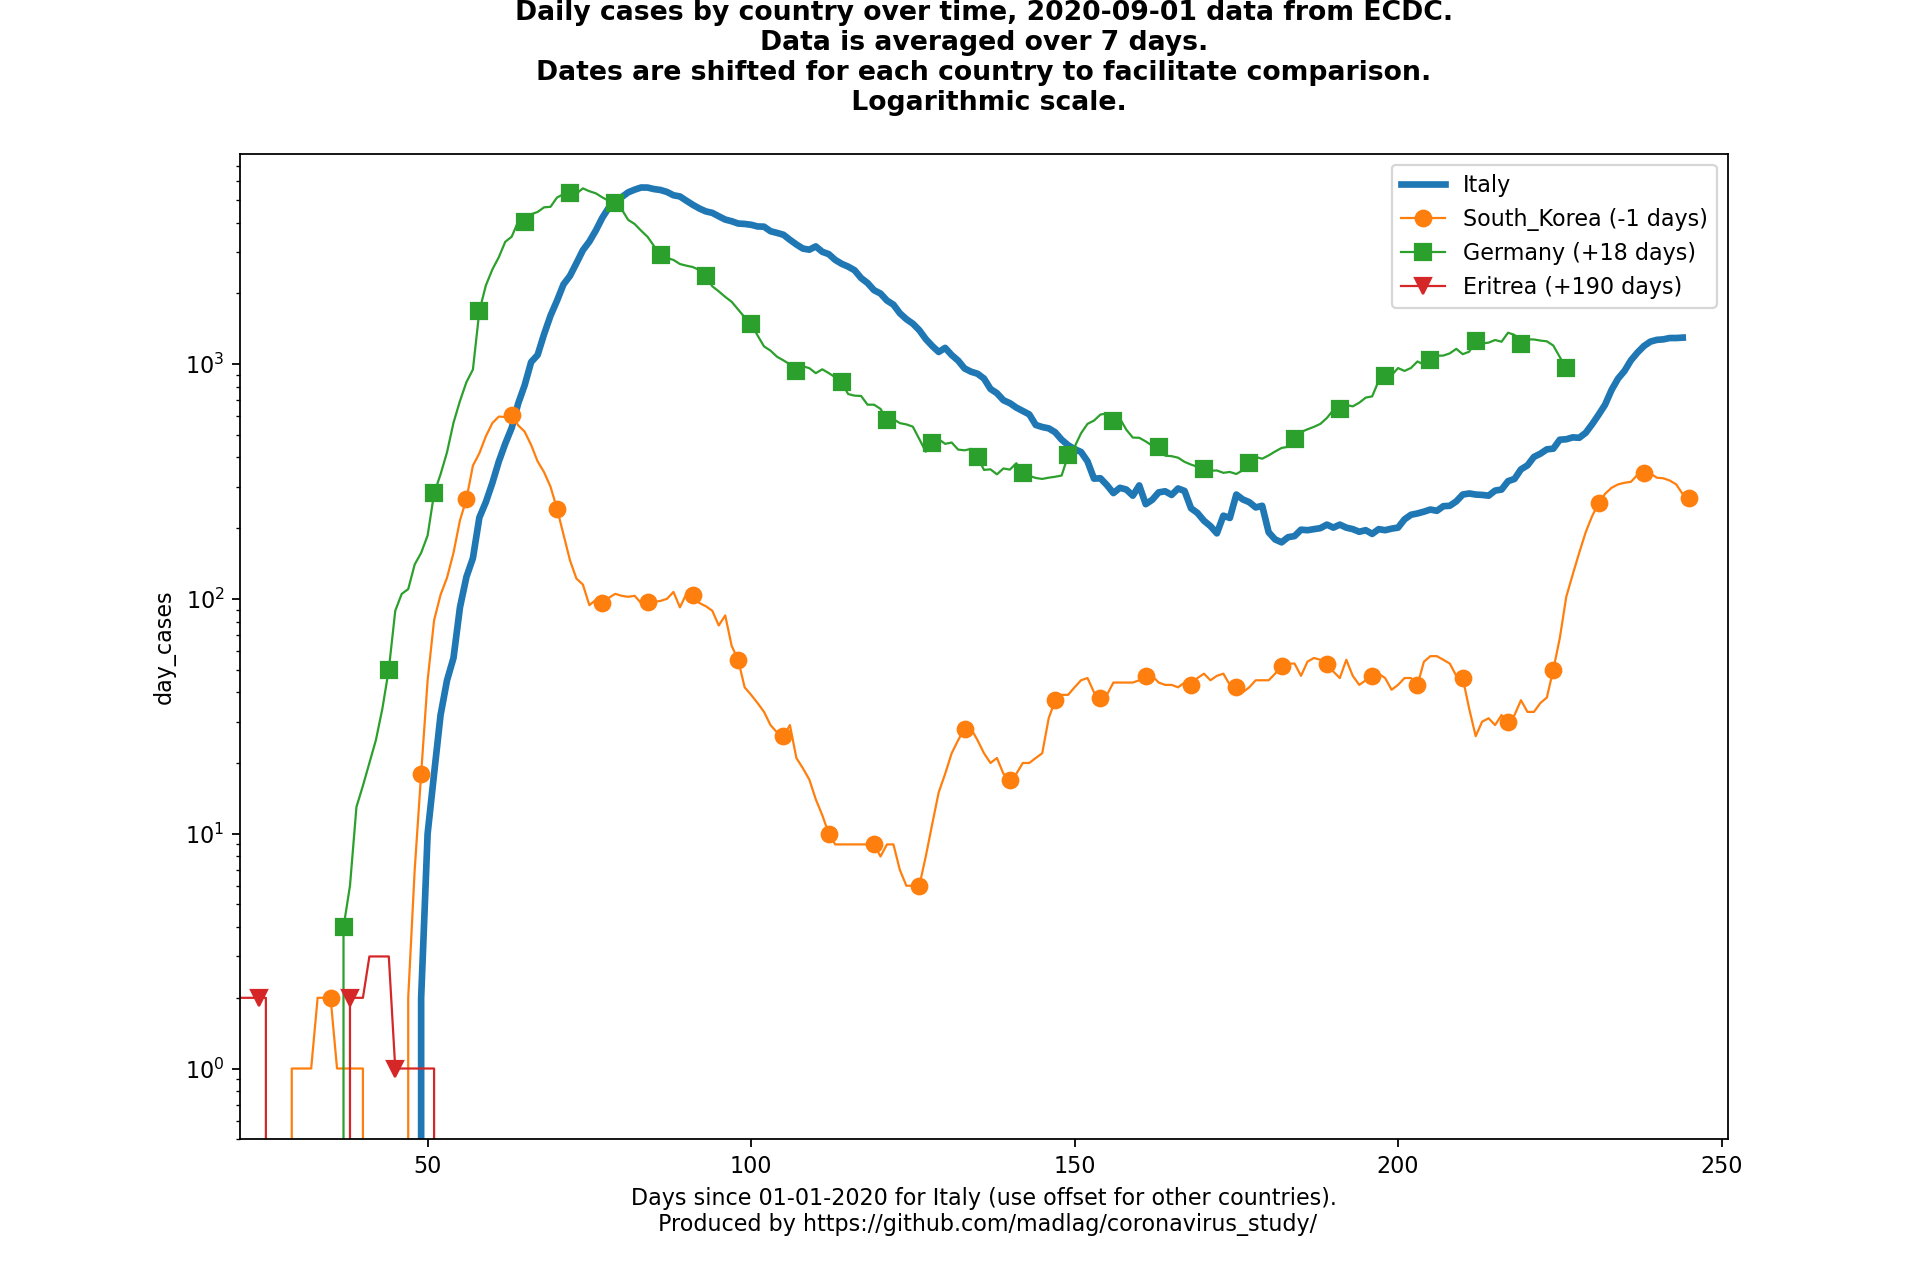 Daily cases by country over time, 2020-09-01 data from ECDC.
Data is averaged over 7 days.
Dates are shifted for each country to facilitate comparison.
Logarithmic scale.
Italy
South_Korea (-1 days)
Germany (+18 days)
Eritrea (+190 days)
day_cases
10³
10²
10¹
10⁰
50 100 150 200 250
Days since 01-01-2020 for Italy (use offset for other countries).
Produced by https://github.com/madlag/coronavirus_study/